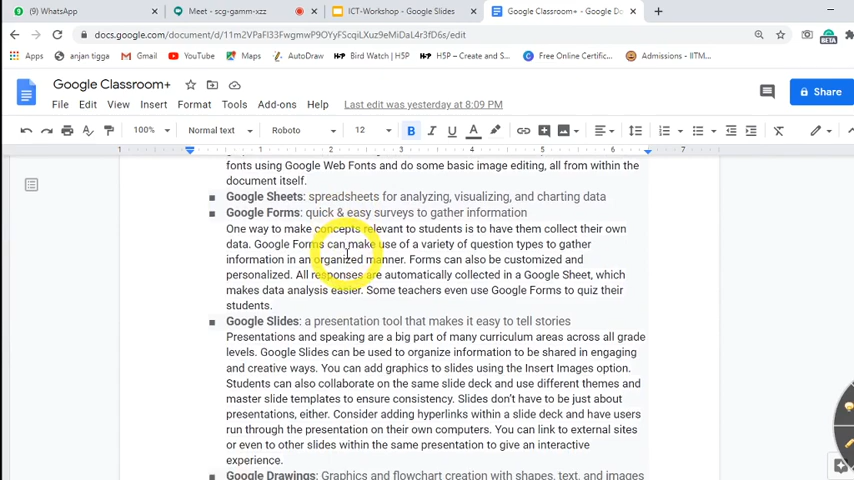 (9) WhatsApp
Meet - scg-gamm-xzz
ICT-Workshop - Google Slides
Google Classroom+ - Google Do
docs.google.com/document/d/11m2VPaFI33FwgmwP9OYyFScqiLXuz9eMiDaL4r3fD6s/edit
BETA
Apps
anjan tigga
Gmail
YouTube
Maps
AutoDraw
Bird Watch | H5P
H5P – Create and S...
Free Online Certific...
Admissions - IITM...
Google Classroom+
File Edit View Insert Format Tools Add-ons Help Last edit was yesterday at 8:09 PM
Share
100% Normal text Roboto 12 B I U A
1 1 2 3 4 5 6 7
fonts using Google Web Fonts and do some basic image editing, all from within the
document itself.
Google Sheets: spreadsheets for analyzing, visualizing, and charting data
Google Forms: quick & easy surveys to gather information
One way to make concepts relevant to students is to have them collect their own
data. Google Forms can make use of a variety of question types to gather
information in an organized manner. Forms can also be customized and
personalized. All responses are automatically collected in a Google Sheet, which
makes data analysis easier. Some teachers even use Google Forms to quiz their
students.
Google Slides: a presentation tool that makes it easy to tell stories
Presentations and speaking are a big part of many curriculum areas across all grade
levels. Google Slides can be used to organize information to be shared in engaging
and creative ways. You can add graphics to slides using the Insert Images option.
Students can also collaborate on the same slide deck and use different themes and
master slide templates to ensure consistency. Slides don't have to be just about
presentations, either. Consider adding hyperlinks within a slide deck and have users
run through the presentation on their own computers. You can link to external sites
or even to other slides within the same presentation to give an interactive
experience.
Google Drawings: Graphics and flowchart creation with shapes, text, and images